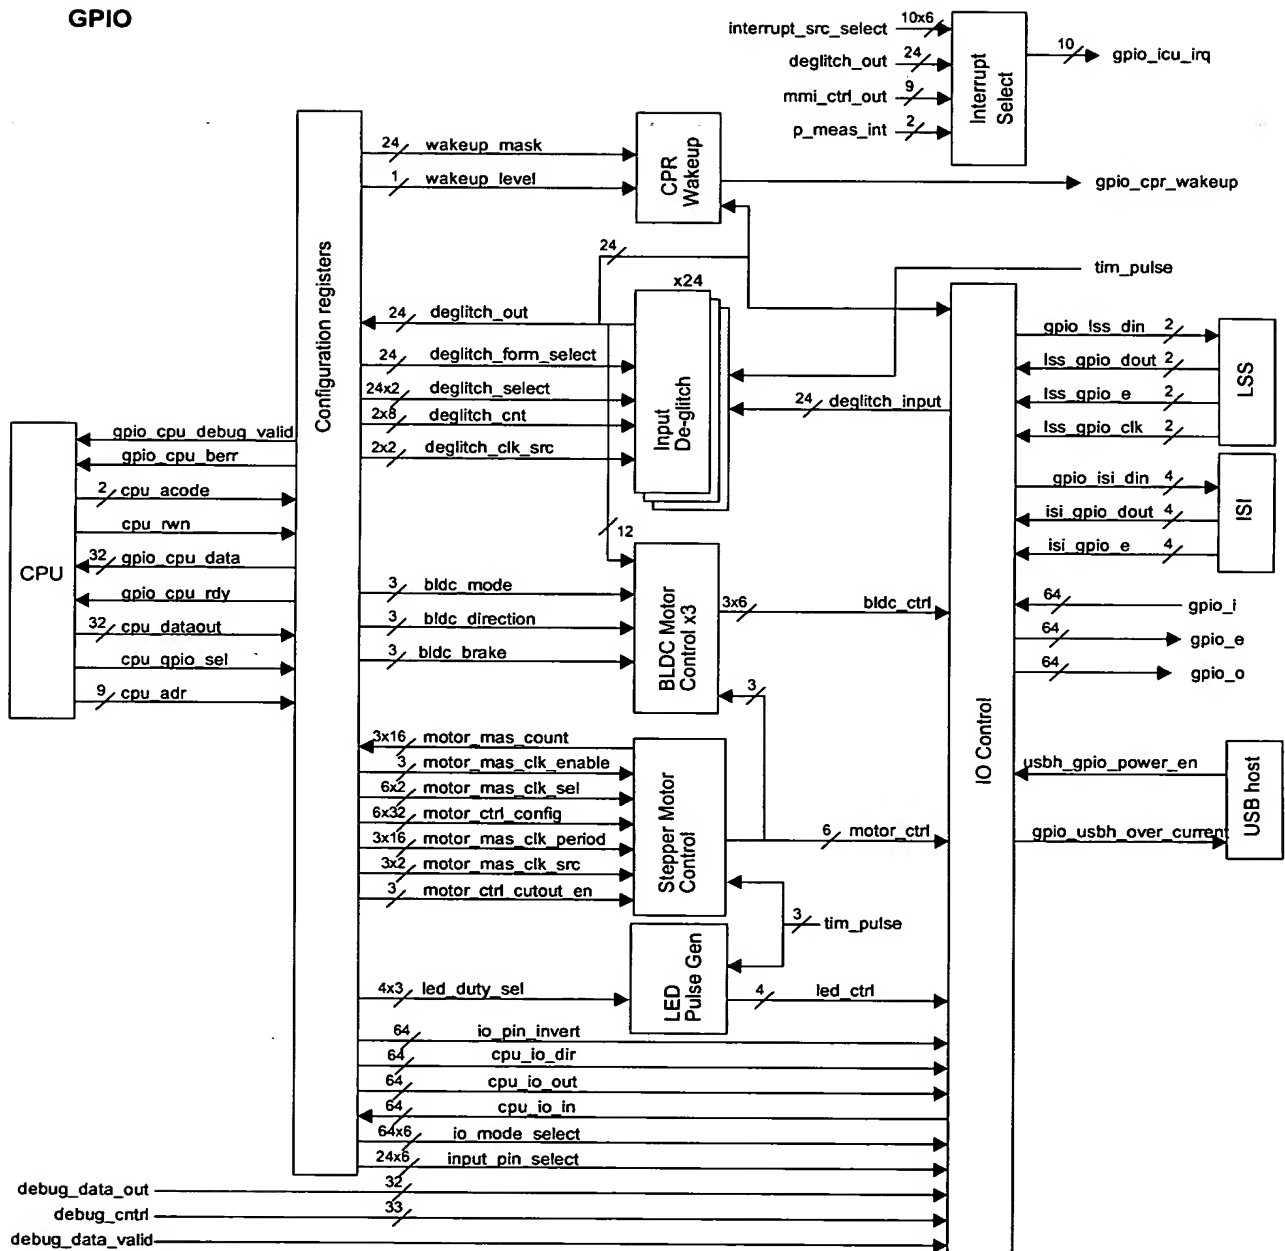 GPIO
interrupt_src_select
10x6
deglitch_out
24
mmi_ctrl_out
9
p_meas_int
2
Interrupt
Select
10
gpio_icu_irq
Configuration registers
24
wakeup_mask
1
wakeup_level
CPR
Wakeup
gpio_cpr_wakeup
24
tim_pulse
x24
24
deglitch_out
24
deglitch_form_select
24x2
deglitch_select
2x8
deglitch_cnt
2x2
deglitch_clk_src
Input
De-glitch
24
deglitch_input
12
CPU
gpio_cpu_debug_valid
gpio_cpu_berr
2
cpu_acode
cpu_rwn
32
gpio_cpu_data
gpio_cpu_rdy
32
cpu_dataout
cpu_gpio_sel
9
cpu_adr
3
bldc_mode
3
bldc_direction
3
bldc_brake
BLDC Motor
Control x3
3x6
bldc_ctrl
3
3x16
motor_mas_count
3
motor_mas_clk_enable
6x2
motor_mas_clk_sel
6x32
motor_ctrl_config
3x16
motor_mas_clk_period
3x2
motor_mas_clk_src
3
motor_ctrl_cutout_en
Stepper Motor
Control
6
motor_ctrl
3
tim_pulse
4x3
led_duty_sel
LED
Pulse Gen
4
led_ctrl
64
io_pin_invert
64
cpu_io_dir
64
cpu_io_out
64
cpu_io_in
64x6
io_mode_select
24x6
input_pin_select
debug_data_out
32
debug_cntrl
33
debug_data_valid
IO Control
gpio_lss_din
2
lss_gpio_dout
2
lss_gpio_e
2
lss_gpio_clk
2
LSS
gpio_isi_din
4
isi_gpio_dout
4
isi_gpio_e
4
ISI
64
gpio_i
64
gpio_e
64
gpio_o
usbh_gpio_power_en
gpio_usbh_over_current
USB host